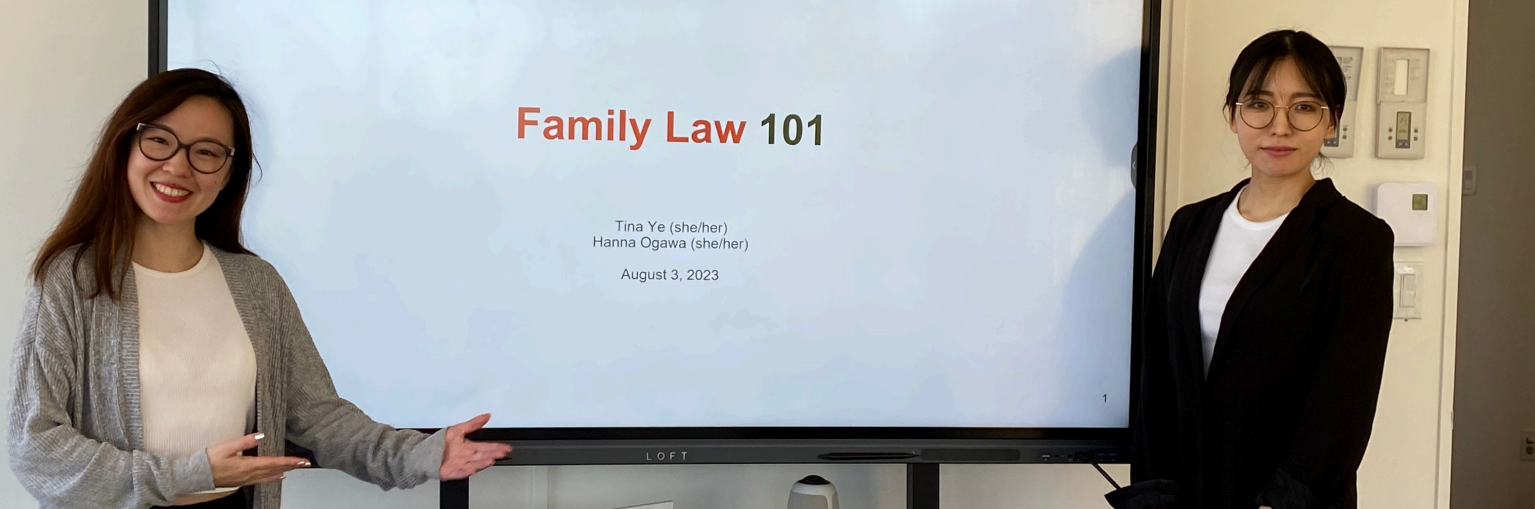 Family Law 101
Tina Ye (she/her)
Hanna Ogawa (she/her)
August 3, 2023
1
LOFT